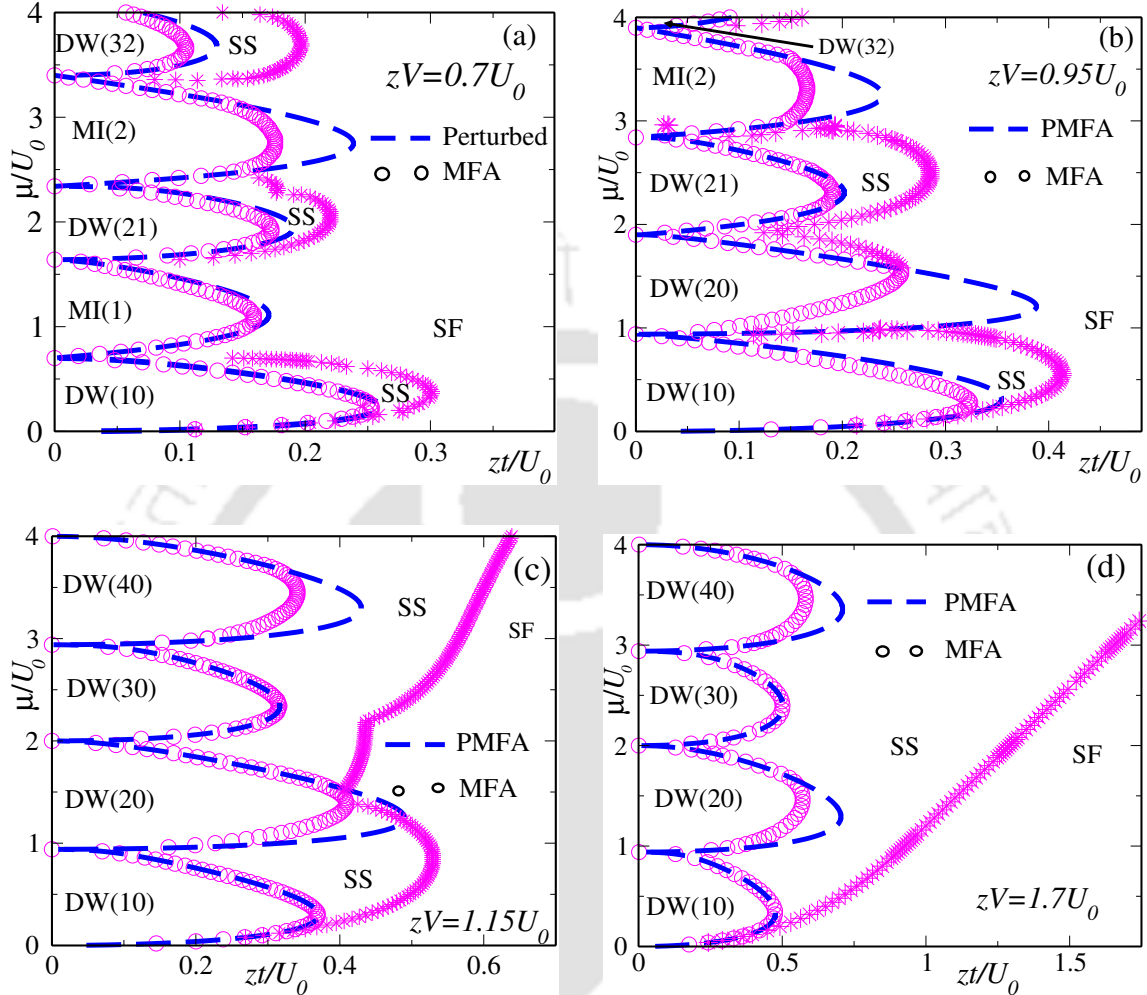 (a)
4
DW(32)
SS
zV=0.7U0
3
MI(2)
Perturbed
MFA
μ/U0
2
DW(21)
SS
MI(1)
1
SF
DW(10)
SS
0
0 0.1 0.2 0.3
zt/U0
(b)
4
DW(32)
MI(2)
zV=0.95U0
3
PMFA
MFA
μ/U0
DW(21)
SS
2
DW(20)
1
SF
DW(10)
SS
0
0 0.1 0.2 0.3 0.4
zt/U0
(c)
4
DW(40)
SS
SF
3
μ/U0
DW(30)
2
PMFA
MFA
DW(20)
1
SS
DW(10)
zV=1.15U0
0
0 0.2 0.4 0.6
zt/U0
(d)
4
DW(40)
PMFA
MFA
3
μ/U0
DW(30)
2
SS
SF
DW(20)
1
DW(10)
zV=1.7U0
0
0 0.5 1 1.5
zt/U0